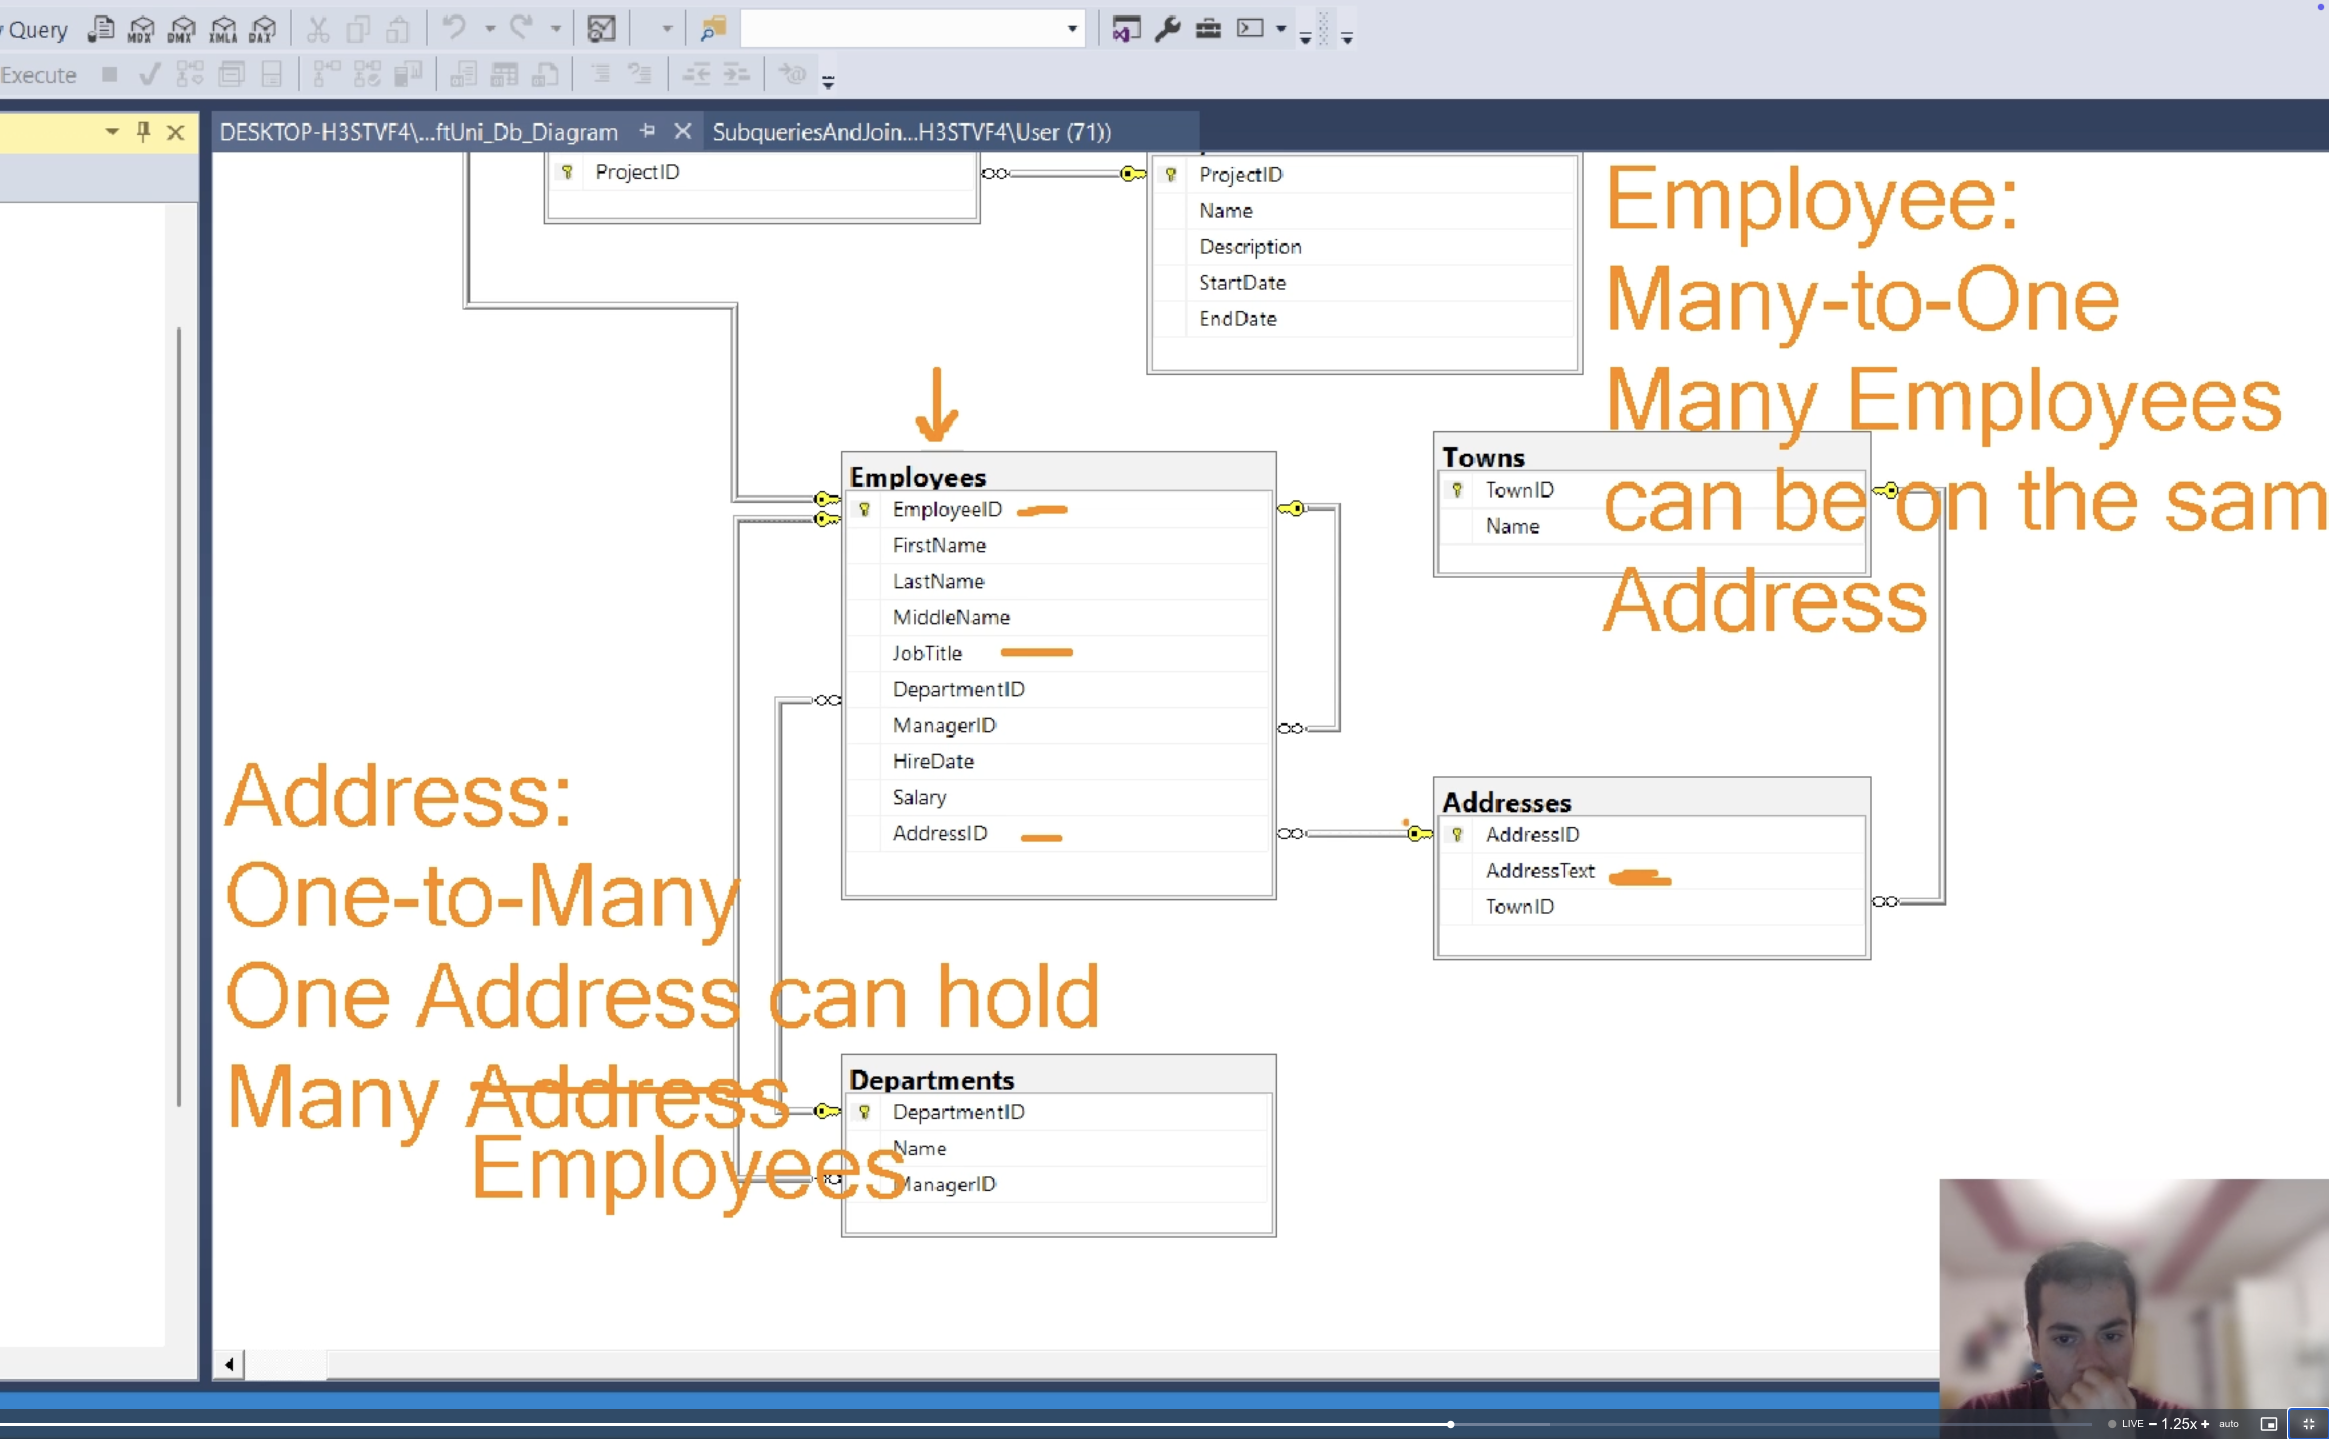 Query
MDX
DMX
XMLA
DAX
Execute
DESKTOP-H3STVF4\...ftUni_Db_Diagram
SubqueriesAndJoin...H3STVF4\User (71))
ProjectID
ProjectID
Name
Description
StartDate
EndDate
Employee:
Many-to-One
Many Employees
can be on the sam
Address
Employees
EmployeeID
FirstName
LastName
MiddleName
JobTitle
DepartmentID
ManagerID
HireDate
Salary
AddressID
Towns
TownID
Name
Addresses
AddressID
AddressText
TownID
Address:
One-to-Many
One Address can hold
Many Address
Employees
Departments
DepartmentID
Name
ManagerID
LIVE
1.25x
auto